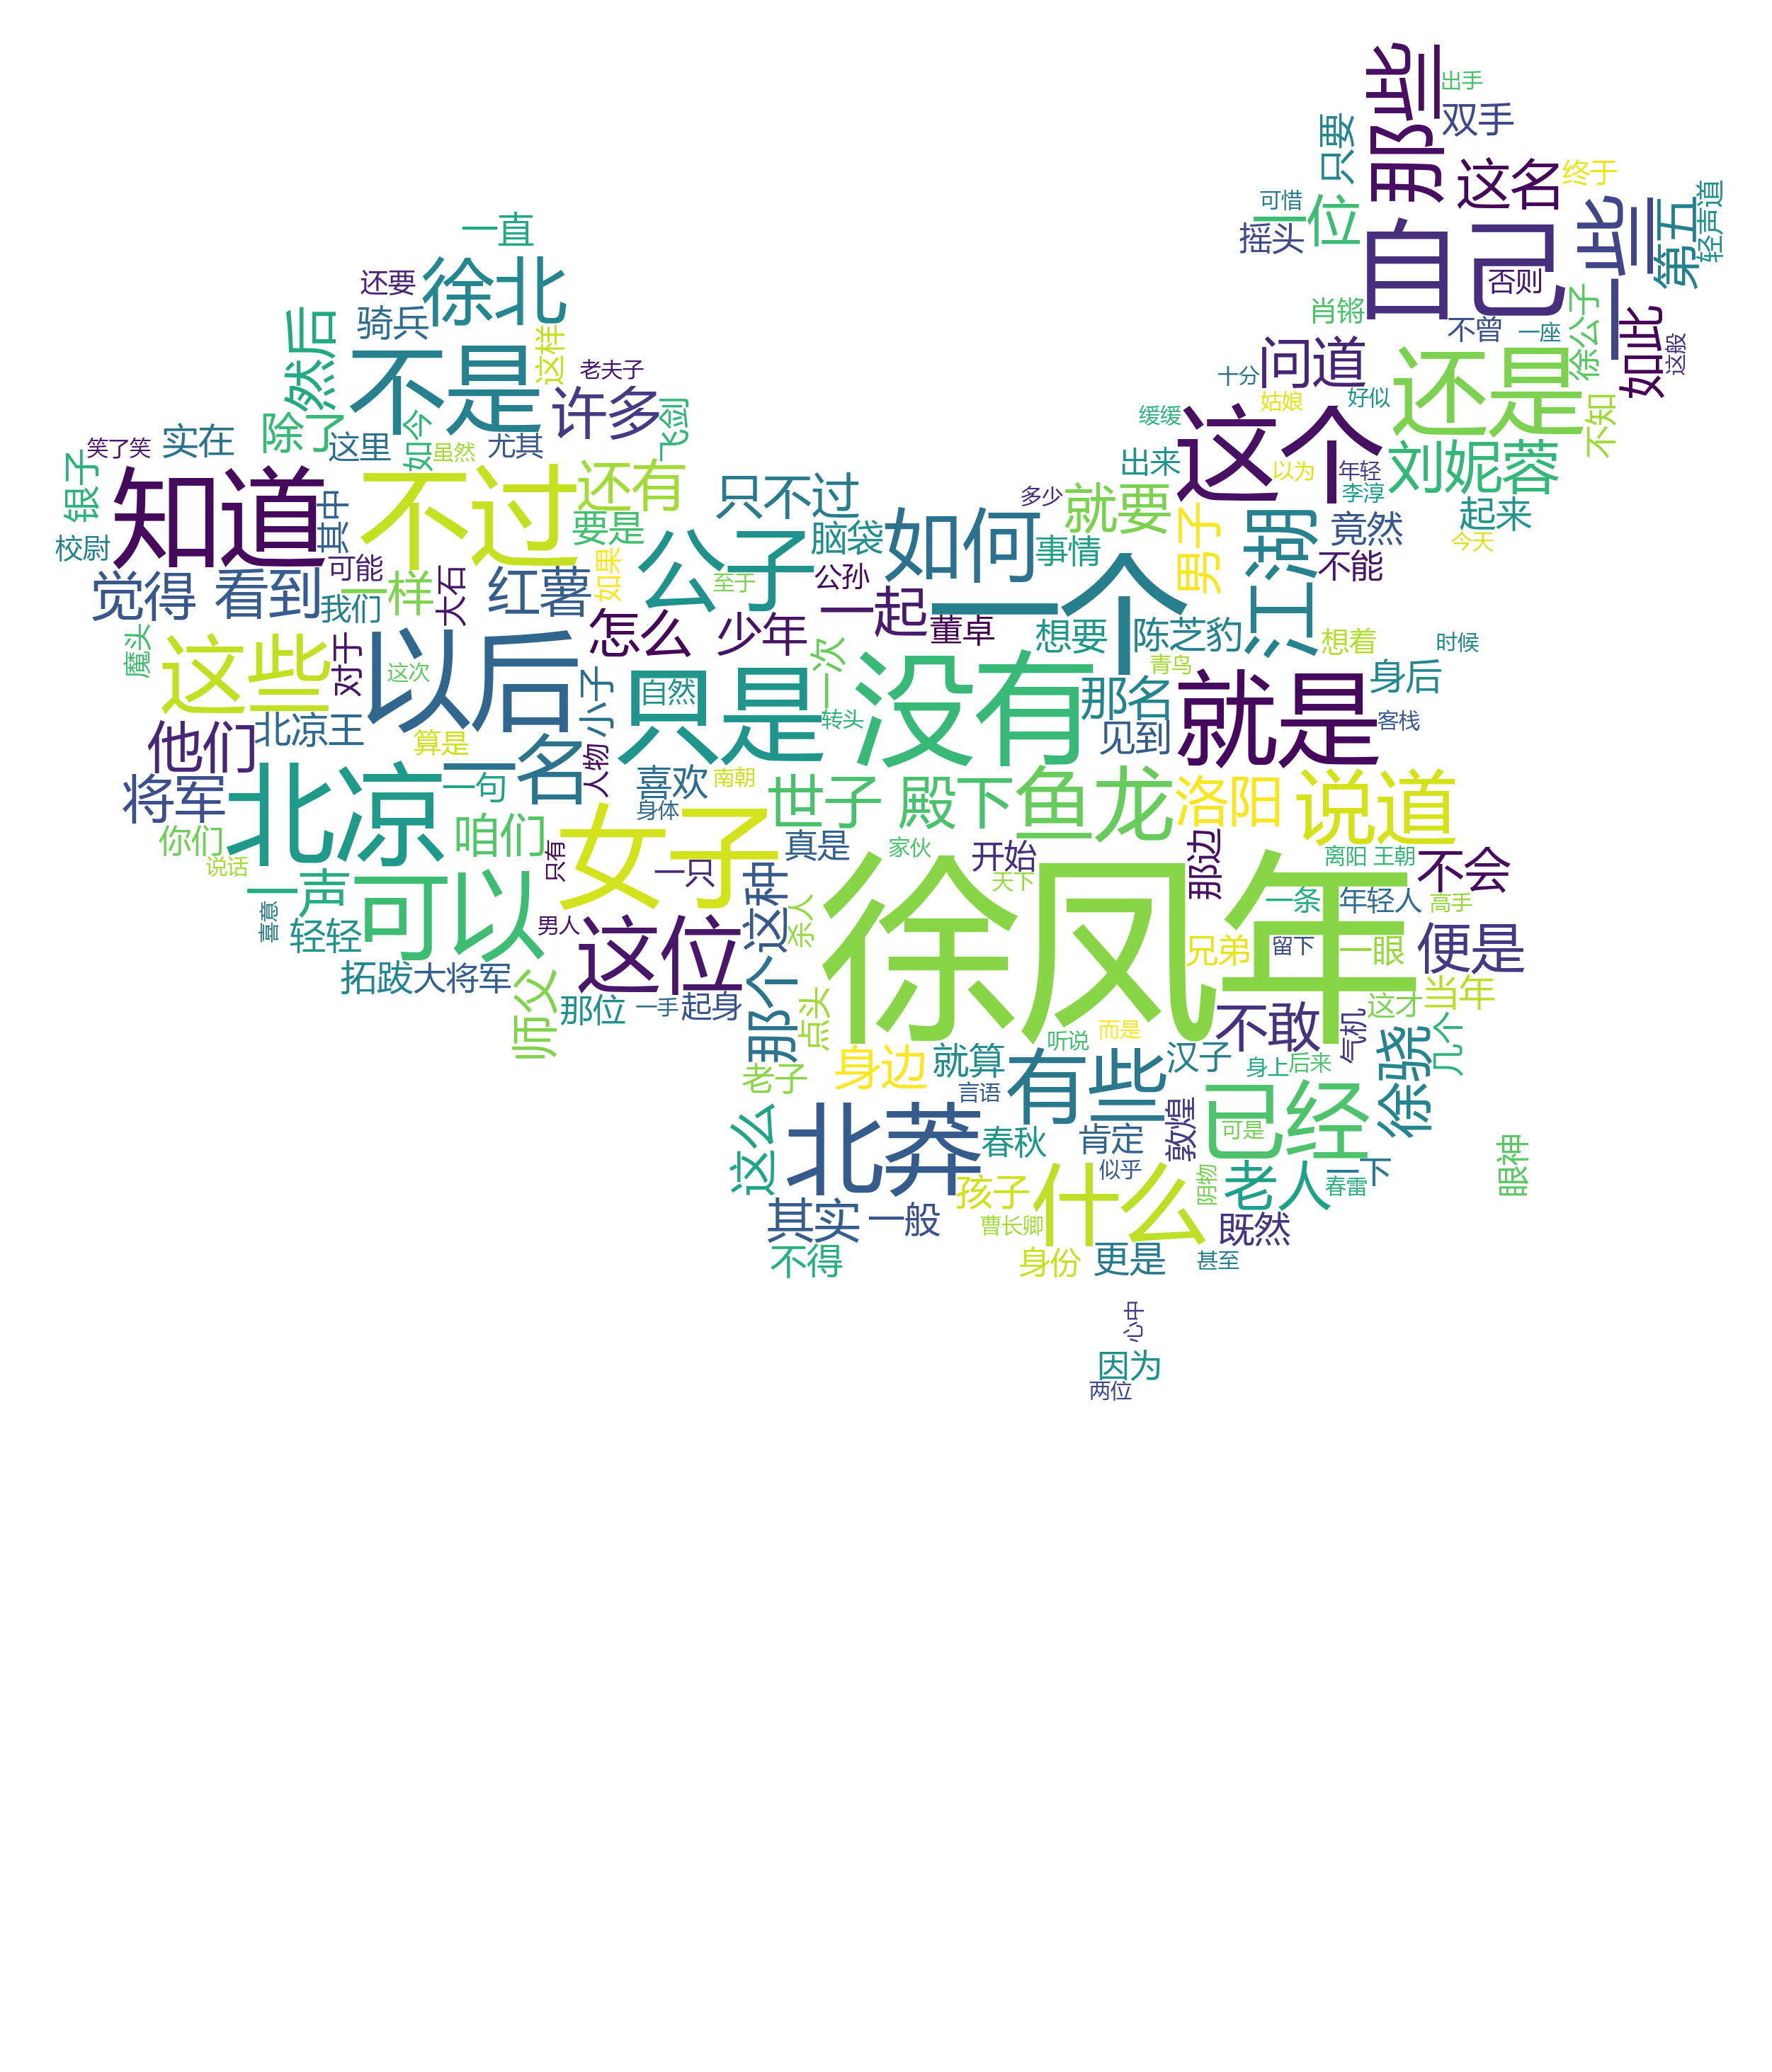 那些
出手
双手
只要
这名
终于
可惜
一位
摇头
自己
否则
一些
第五
轻声道
一直
还要
徐北
骑兵
然后
不是
这样
老夫子
许多
飞剑
肖锵
不曾
一座
徐公子
如此
这般
问道
十分
姑娘
好似
还是
不知
缓缓
这个
刘妮蓉
除了
这里
如今
虽然
尤其
实在
笑了笑
银子
知道
其中
不过
还有
要是
只不过
脑袋
出来
以为
年轻
李淳
起来
今天
多少
就要
如何
事情
男子
江湖
竟然
不能
校尉
觉得
看到
可能
一样
我们
大石
红薯
如果
公子
至于
公孙
一起
一个
董卓
想要
陈芝豹
想着
时候
魔头
这些
对于
这次
以后
怎么
少年
小子
只是
自然
一次
转头
没有
青鸟
那名
见到
就是
身后
客栈
他们
北凉王
算是
将军
北凉
一句
一名
人物
喜欢
身体
南朝
世子
殿下
鱼龙
洛阳
说道
你们
说话
咱们
女子
只有
一只
真是
家伙
开始
天下
那边
离阳
王朝
不会
一声
喜意
轻轻
可以
男人
这位
这种
亲人
徐凤年
一条
年轻人
高手
兄弟
留下
一眼
便是
拓跋
大将军
师父
那位
一手
起身
那个
点头
这才
当年
不敢
气机
徐骁
几个
老子
身边
就算
听说
而是
有些
汉子
身上
后来
言语
已经
可是
这么
北莽
春秋
肯定
敦煌
似乎
阴物
老人
春雷
一下
眼神
其实
一般
孩子
曹长卿
什么
既然
不得
身份
更是
甚至
心中
因为
两位